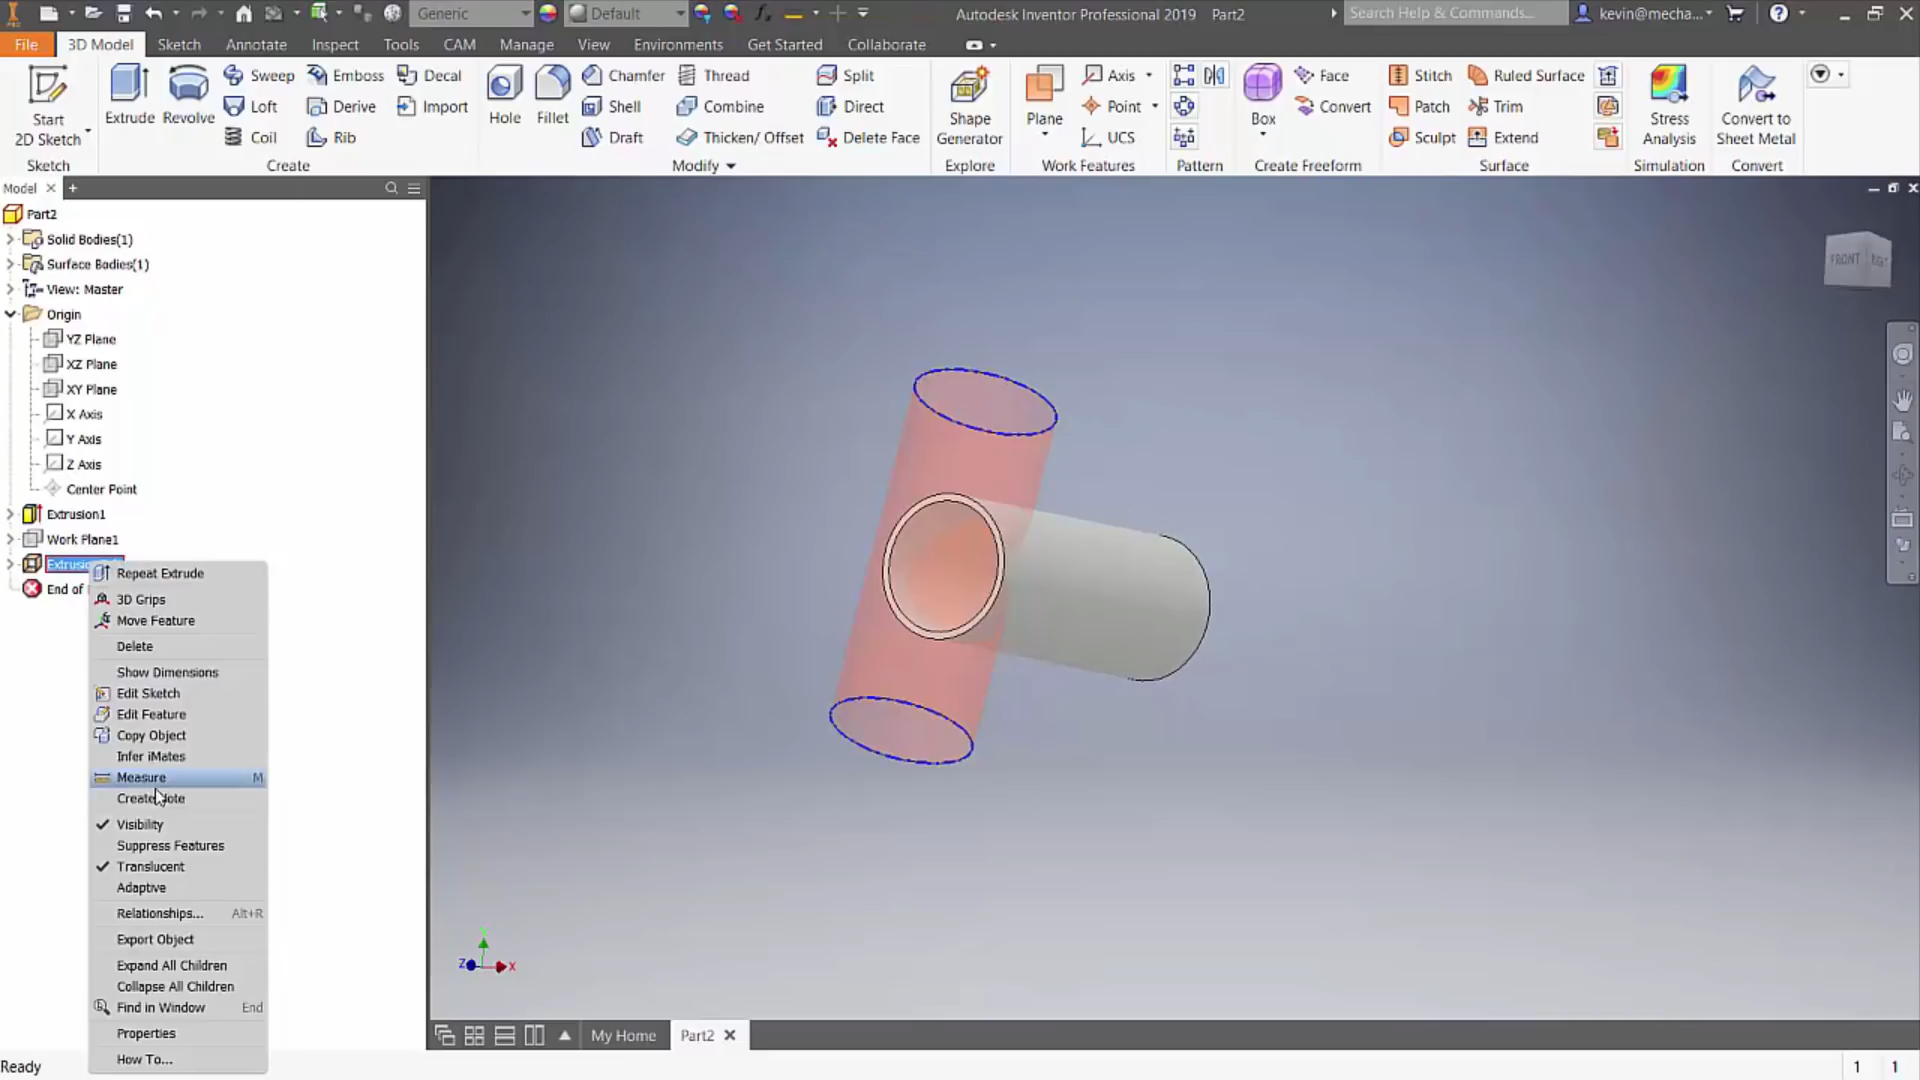 Generic
Default
Autodesk Inventor Professional 2019 Part2
Search Help & Commands...
kevin@mecha...
File 3D Model Sketch Annotate Inspect Tools CAM Manage View Environments Get Started Collaborate
Start
2D Sketch
Extrude
Revolve
Sweep
Loft
Coil
Emboss
Derive
Rib
Decal
Import
Hole
Fillet
Chamfer
Shell
Draft
Thread
Combine
Thicken/ Offset
Split
Direct
Delete Face
Shape
Generator
Plane
Axis
Point
UCS
Box
Face
Convert
Stitch
Patch
Sculpt
Ruled Surface
Trim
Extend
Stress
Analysis
Convert to
Sheet Metal
Sketch Create Modify Explore Work Features Pattern Create Freeform Surface Simulation Convert
Model
Part2
Solid Bodies(1)
Surface Bodies(1)
View: Master
Origin
YZ Plane
XZ Plane
XY Plane
X Axis
Y Axis
Z Axis
Center Point
Extrusion1
Work Plane1
End of
Repeat Extrude
3D Grips
Move Feature
Delete
Show Dimensions
Edit Sketch
Edit Feature
Copy Object
Infer iMates
Measure M
Create Note
Visibility
Suppress Features
Translucent
Adaptive
Relationships... Alt+R
Export Object
Expand All Children
Collapse All Children
Find in Window End
Properties
How To...
FRONT
Z X
My Home Part2
Ready
1 1